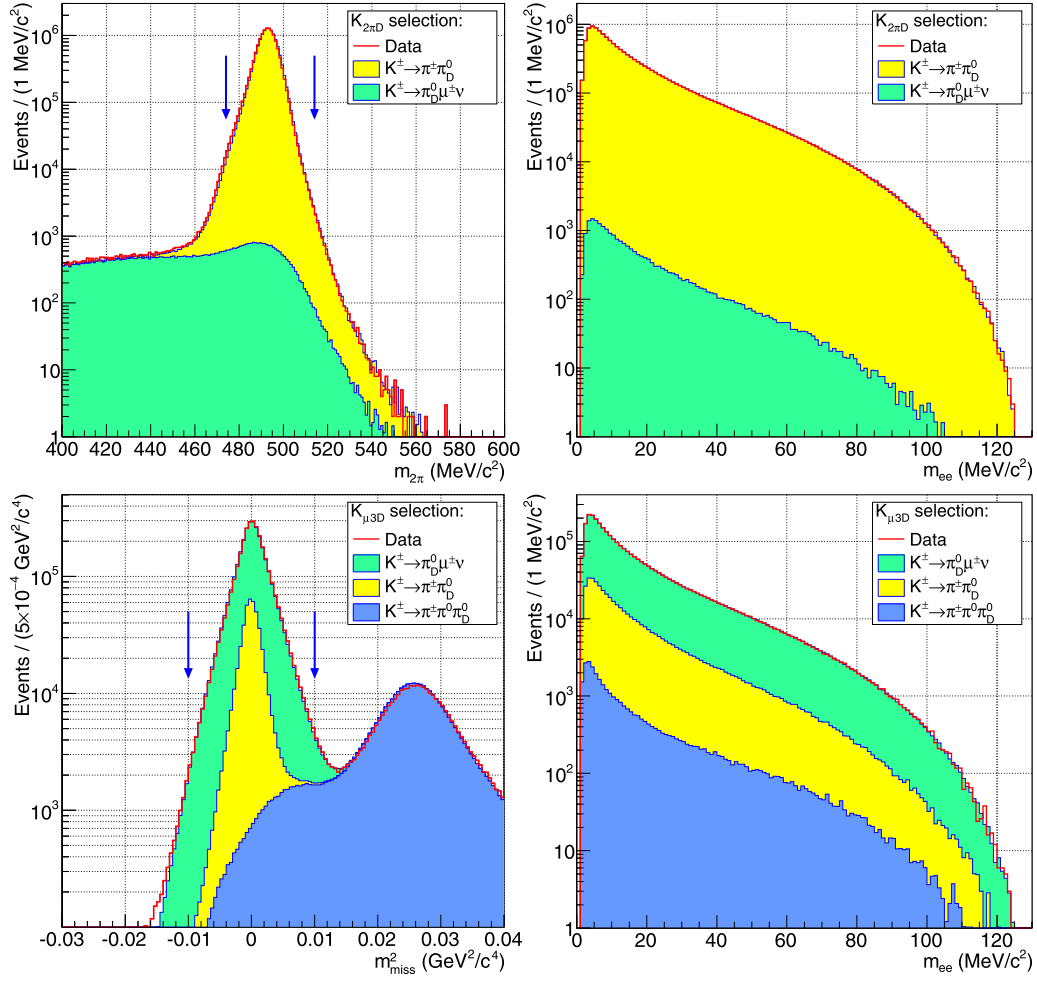 Events / (1 MeV/c²)
10⁶
10⁵
10⁴
10³
10²
10
1
400 420 440 460 480 500 520 540 560 580 600
m₂π (MeV/c²)
K₂πD selection:
Data
K±→π±π⁰D
K±→π⁰Dμ±ν
Events / (1 MeV/c²)
10⁶
10⁵
10⁴
10³
10²
10
1
0 20 40 60 80 100 120
mₑₑ (MeV/c²)
K₂πD selection:
Data
K±→π±π⁰D
K±→π⁰Dμ±ν
Events / (5×10⁻⁴ GeV²/c⁴)
10⁵
10⁴
10³
-0.03 -0.02 -0.01 0 0.01 0.02 0.03 0.04
m²miss (GeV²/c⁴)
Kμ3D selection:
Data
K±→π⁰Dμ±ν
K±→π±π⁰D
K±→π±π⁰π⁰D
Events / (1 MeV/c²)
10⁵
10⁴
10³
10²
10
1
0 20 40 60 80 100 120
mₑₑ (MeV/c²)
Kμ3D selection:
Data
K±→π⁰Dμ±ν
K±→π±π⁰D
K±→π±π⁰π⁰D